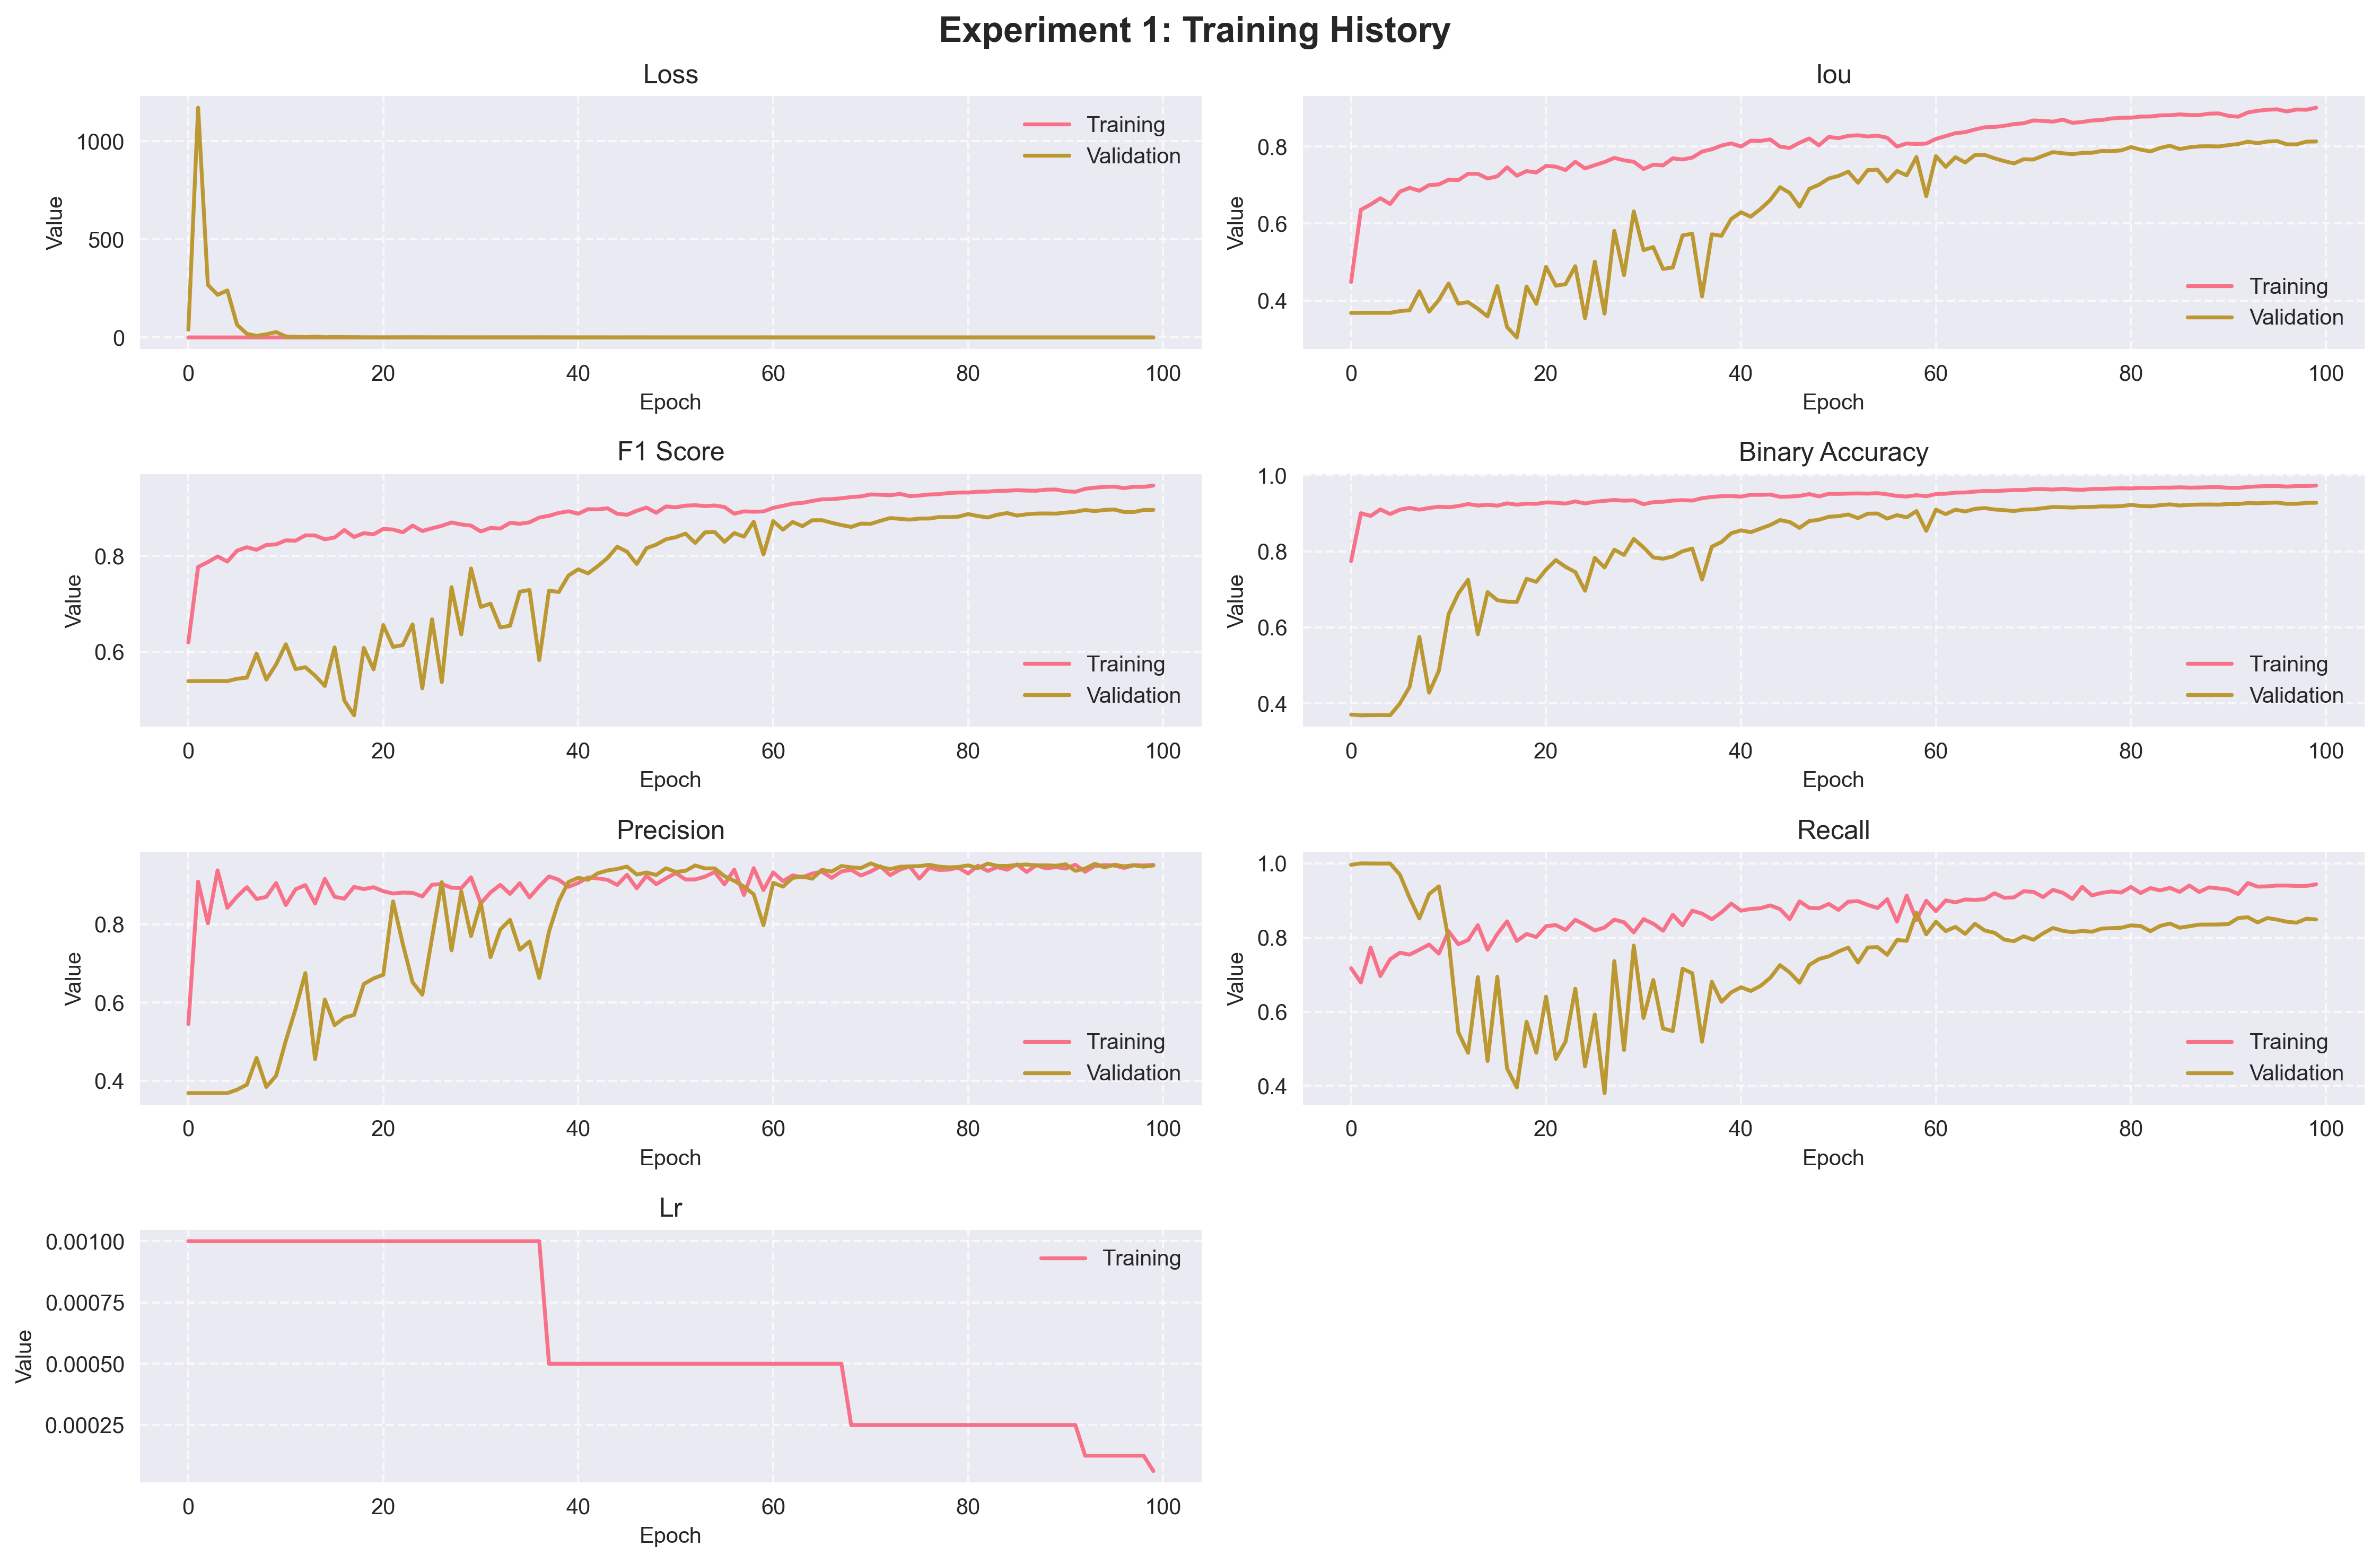 Experiment 1: Training History
Loss
Value
1000
500
0
Training
Validation
0 20 40 60 80 100
Epoch
Iou
Value
0.8
0.6
0.4
Training
Validation
0 20 40 60 80 100
Epoch
F1 Score
Value
0.8
0.6
Training
Validation
0 20 40 60 80 100
Epoch
Binary Accuracy
Value
1.0
0.8
0.6
0.4
Training
Validation
0 20 40 60 80 100
Epoch
Precision
Value
0.8
0.6
0.4
Training
Validation
0 20 40 60 80 100
Epoch
Recall
Value
1.0
0.8
0.6
0.4
Training
Validation
0 20 40 60 80 100
Epoch
Lr
Value
0.00100
0.00075
0.00050
0.00025
Training
0 20 40 60 80 100
Epoch